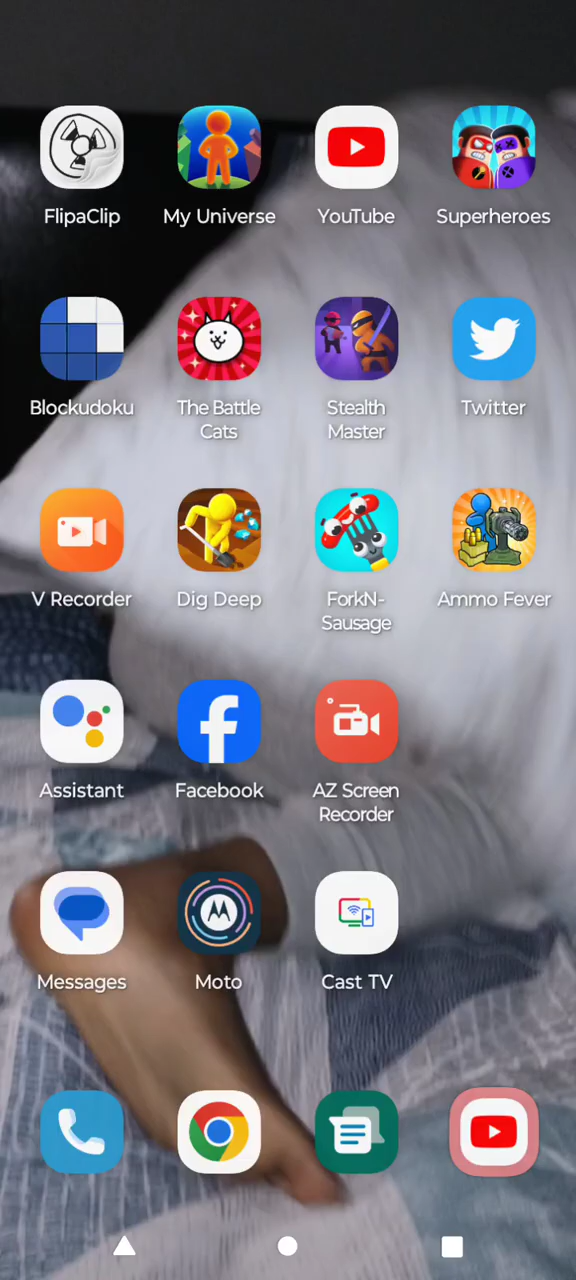 FlipaClip
My Universe
YouTube
Superheroes
Blockudoku
The Battle
Cats
Stealth
Master
Twitter
V Recorder
Dig Deep
ForkN-
Sausage
Ammo Fever
Assistant
Facebook
AZ Screen
Recorder
Messages
Moto
Cast TV